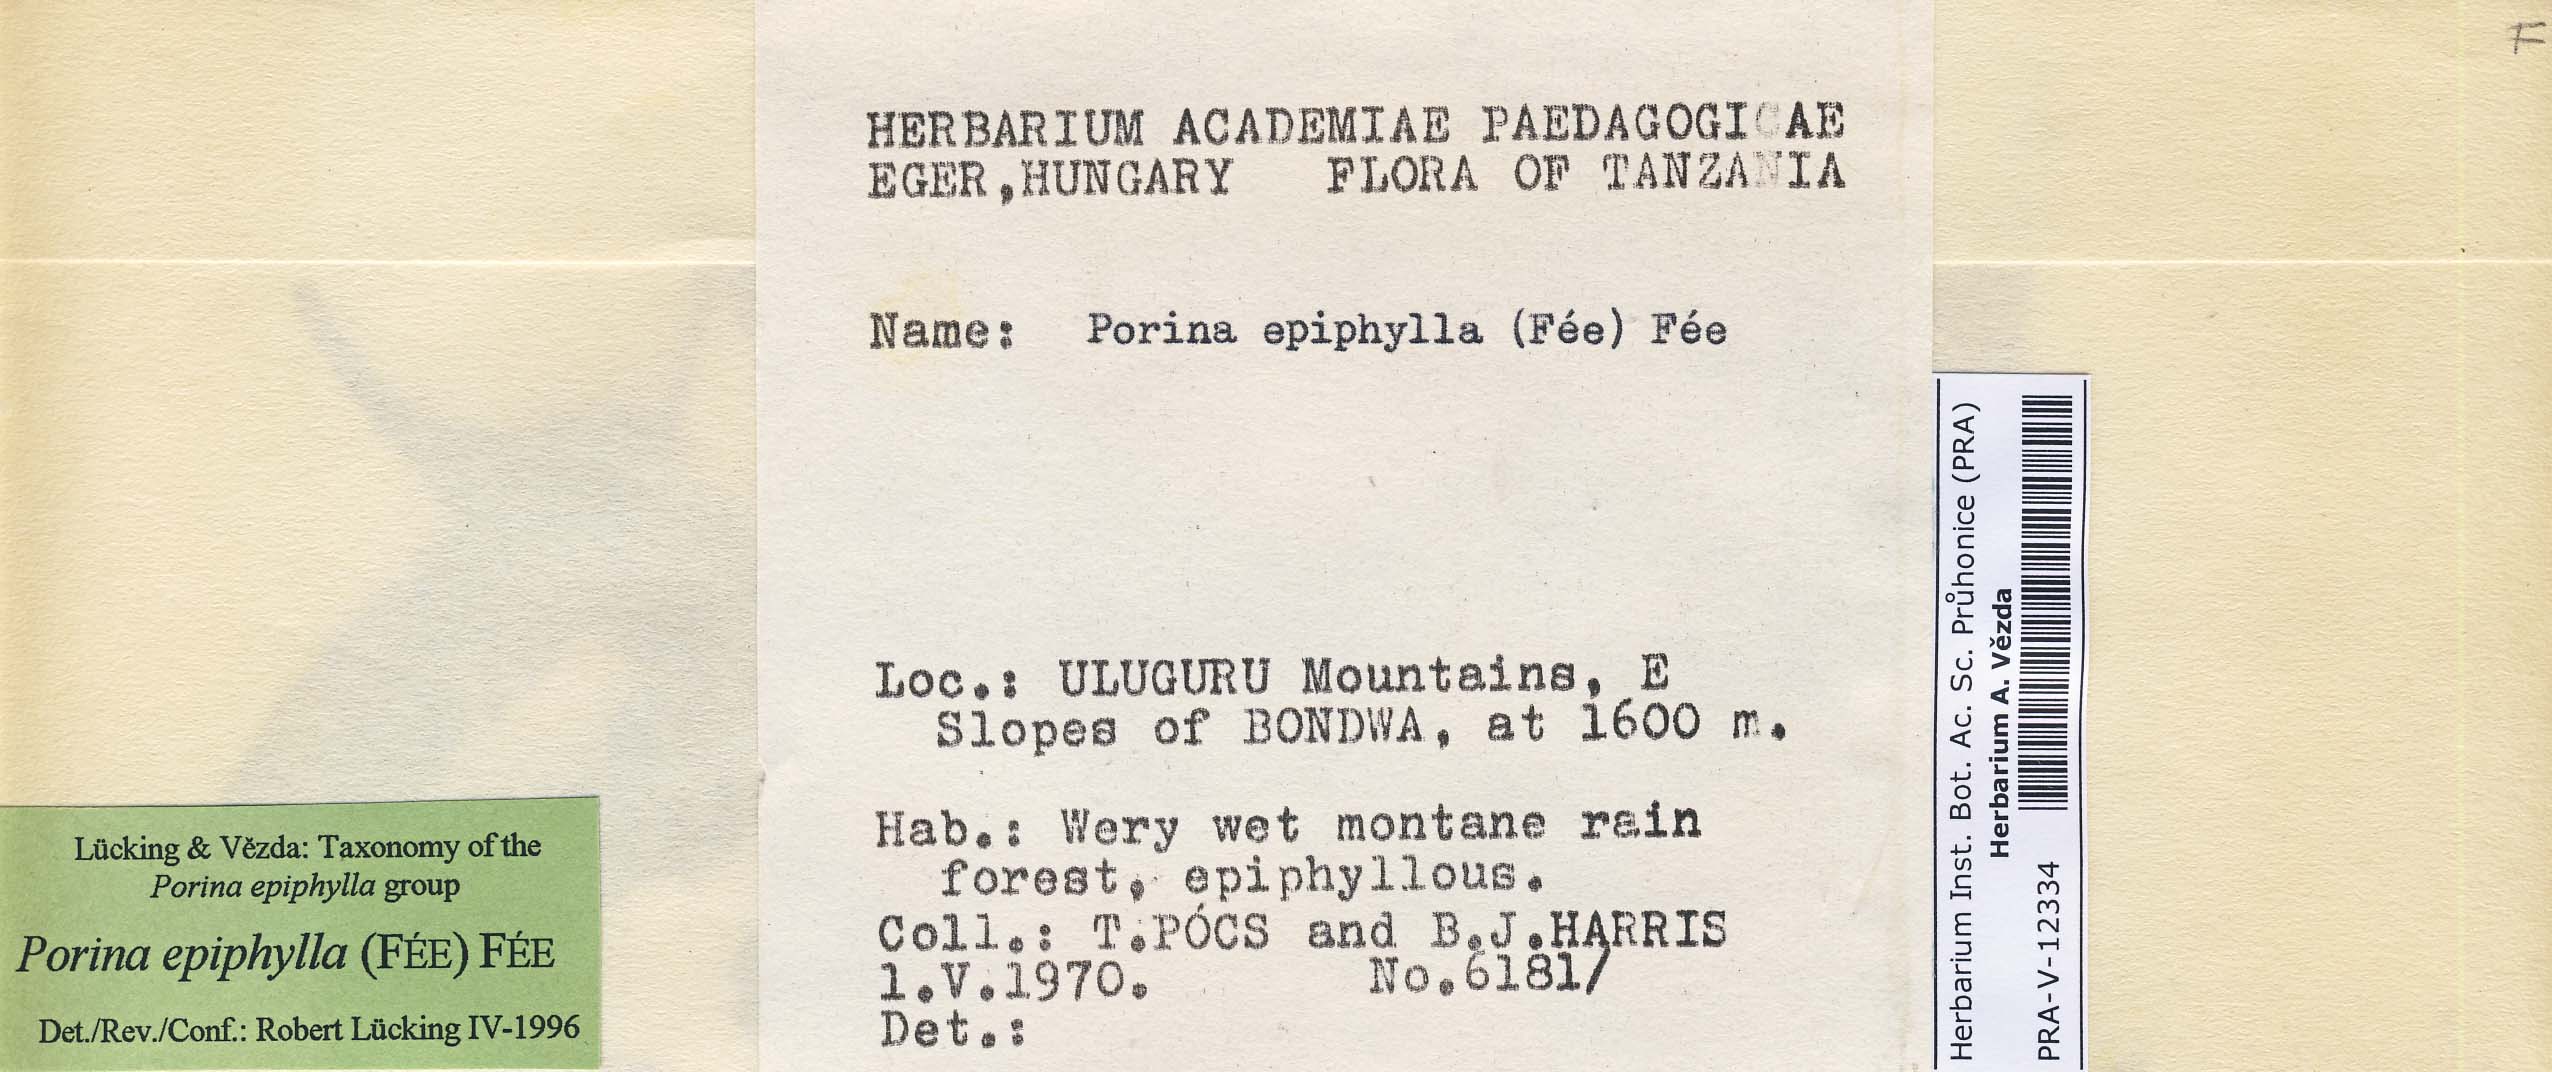 F
HERBARIUM ACADEMIAE PAEDAGOGICAE
EGER,HUNGARY FLORA OF TANZANIA
Name: Porina epiphylla (Fée) Fée
Loc.: ULUGURU Mountains, E
Slopes of BONDWA, at 1600 m.
Hab.: Wery wet montane rain
forest, epiphyllous.
Coll.: T.PÓCS and B.J.HARRIS
1.V.1970. No.6181/
Det.:
Lücking & Vězda: Taxonomy of the
Porina epiphylla group
Porina epiphylla (FÉE) FÉE
Det./Rev./Conf.: Robert Lücking IV-1996
Herbarium Inst. Bot. Ac. Sc. Průhonice (PRA)
Herbarium A. Vězda
PRA-V-12334